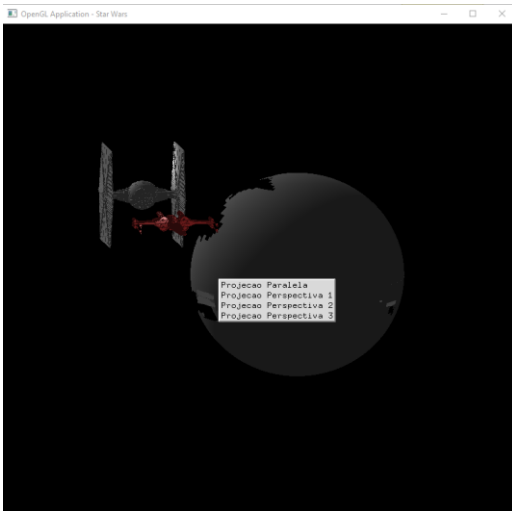 OpenGL Application - Star Wars
Projecao Paralela
Projecao Perspectiva 1
Projecao Perspectiva 2
Projecao Perspectiva 3